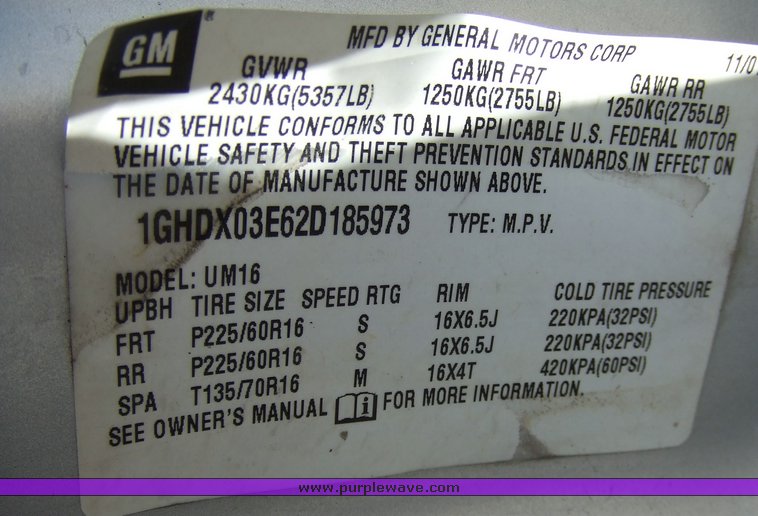 GM
®
MFD BY GENERAL MOTORS CORP
11/0
GVWR GAWR FRT GAWR RR
2430KG(5357LB) 1250KG(2755LB) 1250KG(2755LB)
THIS VEHICLE CONFORMS TO ALL APPLICABLE U.S. FEDERAL MOTOR
VEHICLE SAFETY AND THEFT PREVENTION STANDARDS IN EFFECT ON
THE DATE OF MANUFACTURE SHOWN ABOVE.
1GHDX03E62D185973 TYPE: M.P.V.
MODEL: UM16
UPBH TIRE SIZE SPEED RTG RIM COLD TIRE PRESSURE
FRT P225/60R16 S 16X6.5J 220KPA(32PSI)
RR P225/60R16 S 16X6.5J 220KPA(32PSI)
SPA T135/70R16 M 16X4T 420KPA(60PSI)
SEE OWNER'S MANUAL i FOR MORE INFORMATION.
www.purplewave.com